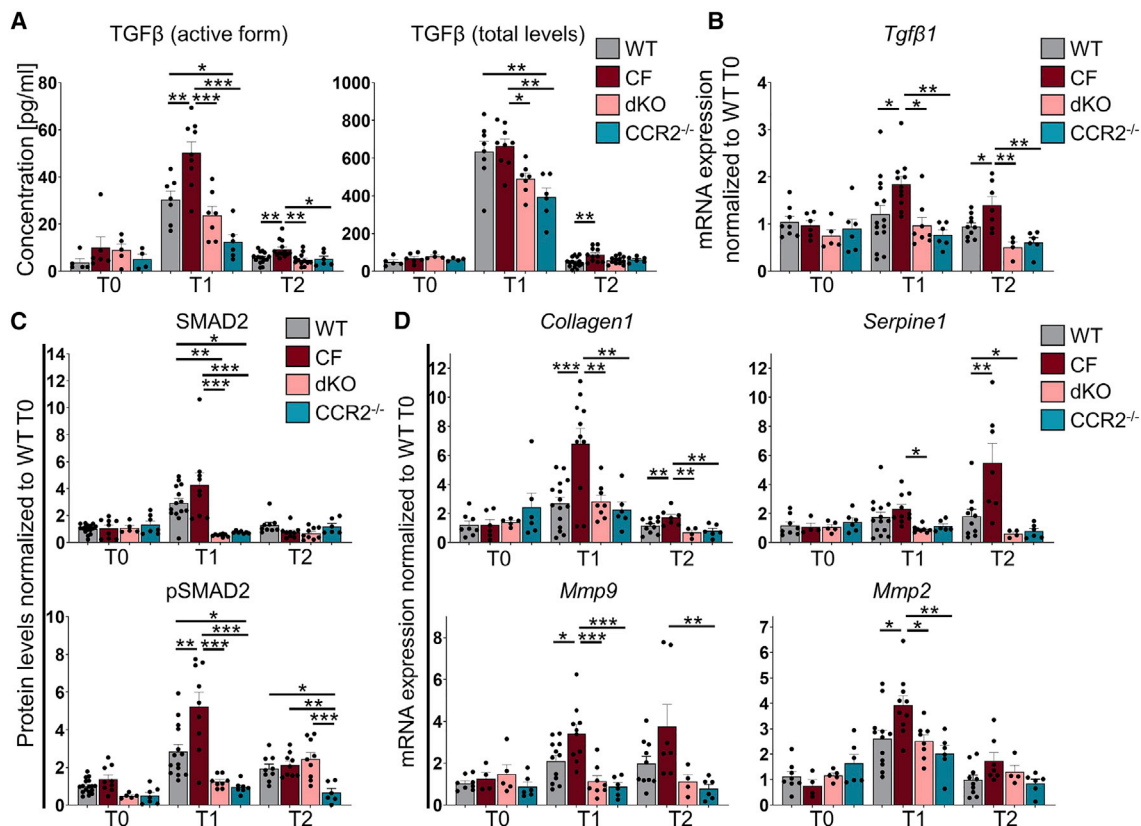 A
TGFβ (active form)
TGFβ (total levels)
WT
CF
dKO
CCR2-/-
Concentration [pg/ml]
80
60
40
20
0
* *** ** ***
T0 T1 T2
** ** *
1000
800
600
400
200
0
** ** *
**
T0 T1 T2
B
Tgfβ1
WT
CF
dKO
CCR2-/-
mRNA expression
normalized to WT T0
4
3
2
1
0
* ** *
** * **
T0 T1 T2
C
SMAD2
WT
CF
dKO
CCR2-/-
Protein levels normalized to WT T0
14
12
10
8
6
4
2
0
*
**
***
***
T0 T1 T2
pSMAD2
10
8
6
4
2
0
*
***
** ***
*
**
***
T0 T1 T2
D
Collagen1
Serpine1
WT
CF
dKO
CCR2-/-
mRNA expression normalized to WT T0
12
10
8
6
4
2
0
**
*** **
**
** **
T0 T1 T2
12
10
8
6
4
2
0
*
*
**
T0 T1 T2
Mmp9
8
6
4
2
0
***
* ***
**
T0 T1 T2
Mmp2
7
6
5
4
3
2
1
0
**
* *
T0 T1 T2